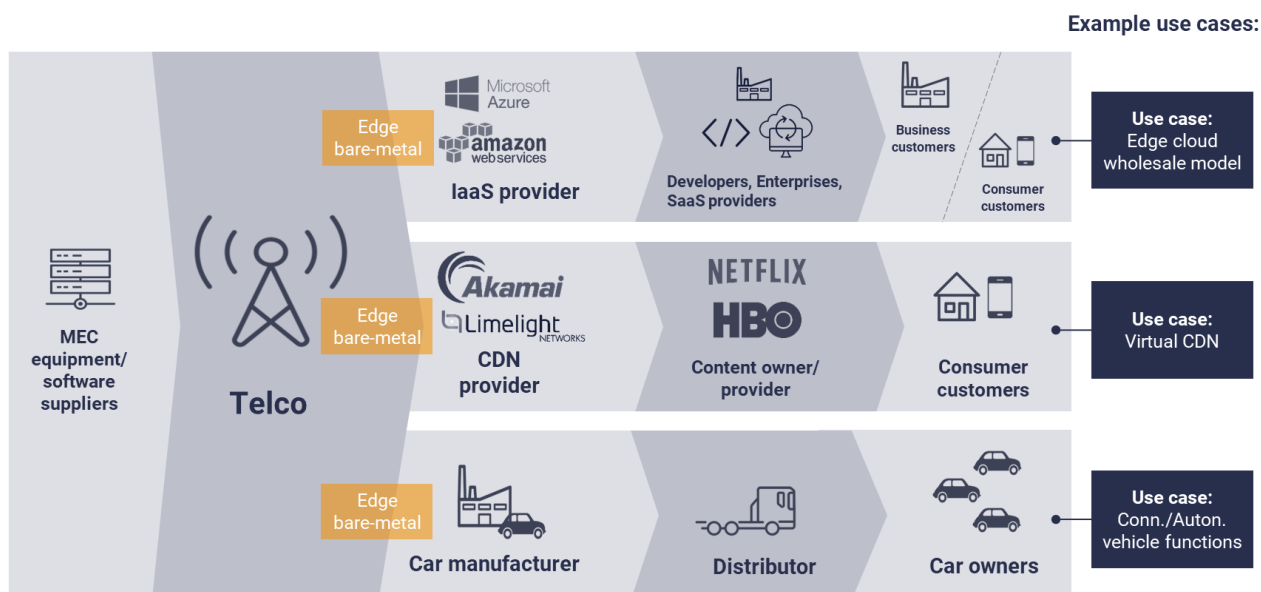 Example use cases:
MEC
equipment/
software
suppliers
Telco
Edge
bare-metal
Microsoft
Azure
amazon
webservices
IaaS provider
</>
Developers, Enterprises,
SaaS providers
Business
customers
Consumer
customers
Use case:
Edge cloud
wholesale model
Edge
bare-metal
Akamai
Limelight
NETWORKS
CDN
provider
NETFLIX
HBO
Content owner/
provider
Consumer
customers
Use case:
Virtual CDN
Edge
bare-metal
Car manufacturer
Distributor
Car owners
Use case:
Conn./Auton.
vehicle functions